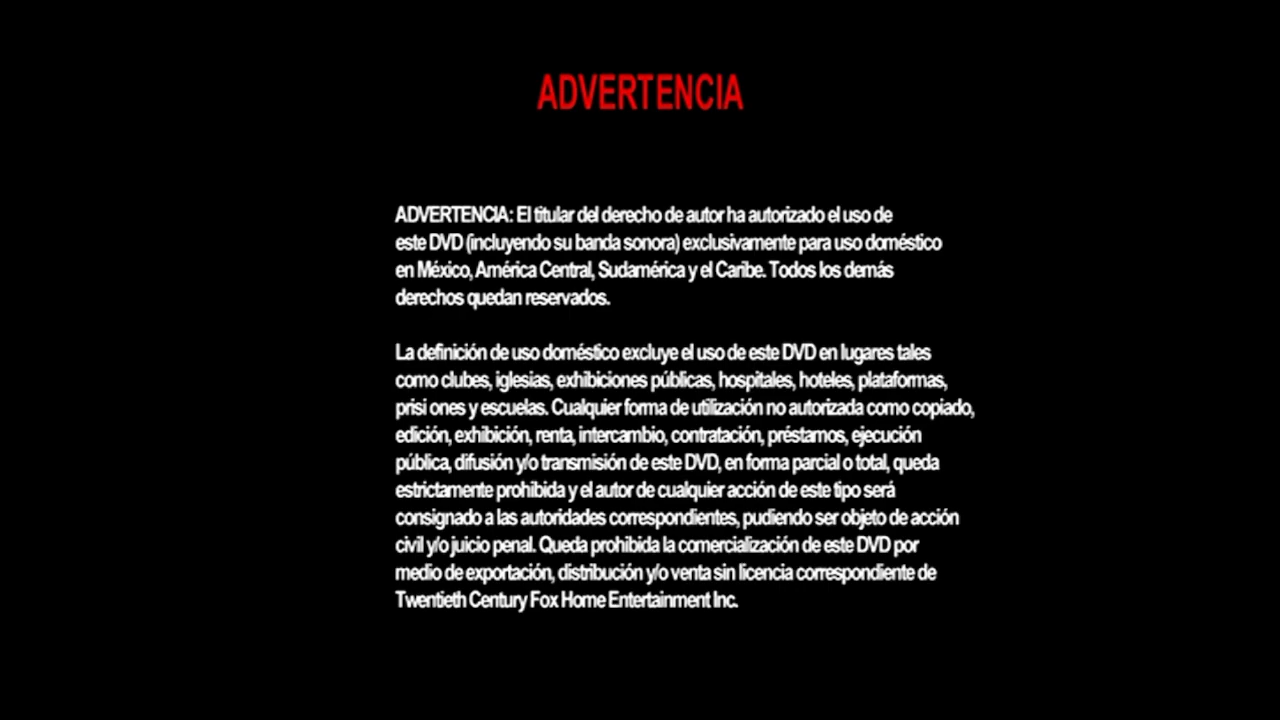 ADVERTENCIA
ADVERTENCIA: El titular del derecho de autor ha autorizado el uso de
este DVD (incluyendo su banda sonora) exclusivamente para uso doméstico
en México, América Central, Sudamérica y el Caribe. Todos los demás
derechos quedan reservados.
La definición de uso doméstico excluye el uso de este DVD en lugares tales
como clubes, iglesias, exhibiciones públicas, hospitales, hoteles, plataformas,
prisi ones y escuelas. Cualquier forma de utilización no autorizada como copiado,
edición, exhibición, renta, intercambio, contratación, préstamos, ejecución
pública, difusión y/o transmisión de este DVD, en forma parcial o total, queda
estrictamente prohibida y el autor de cualquier acción de este tipo será
consignado a las autoridades correspondientes, pudiendo ser objeto de acción
civil y/o juicio penal. Queda prohibida la comercialización de este DVD por
medio de exportación, distribución y/o venta sin licencia correspondiente de
Twentieth Century Fox Home Entertainment Inc.